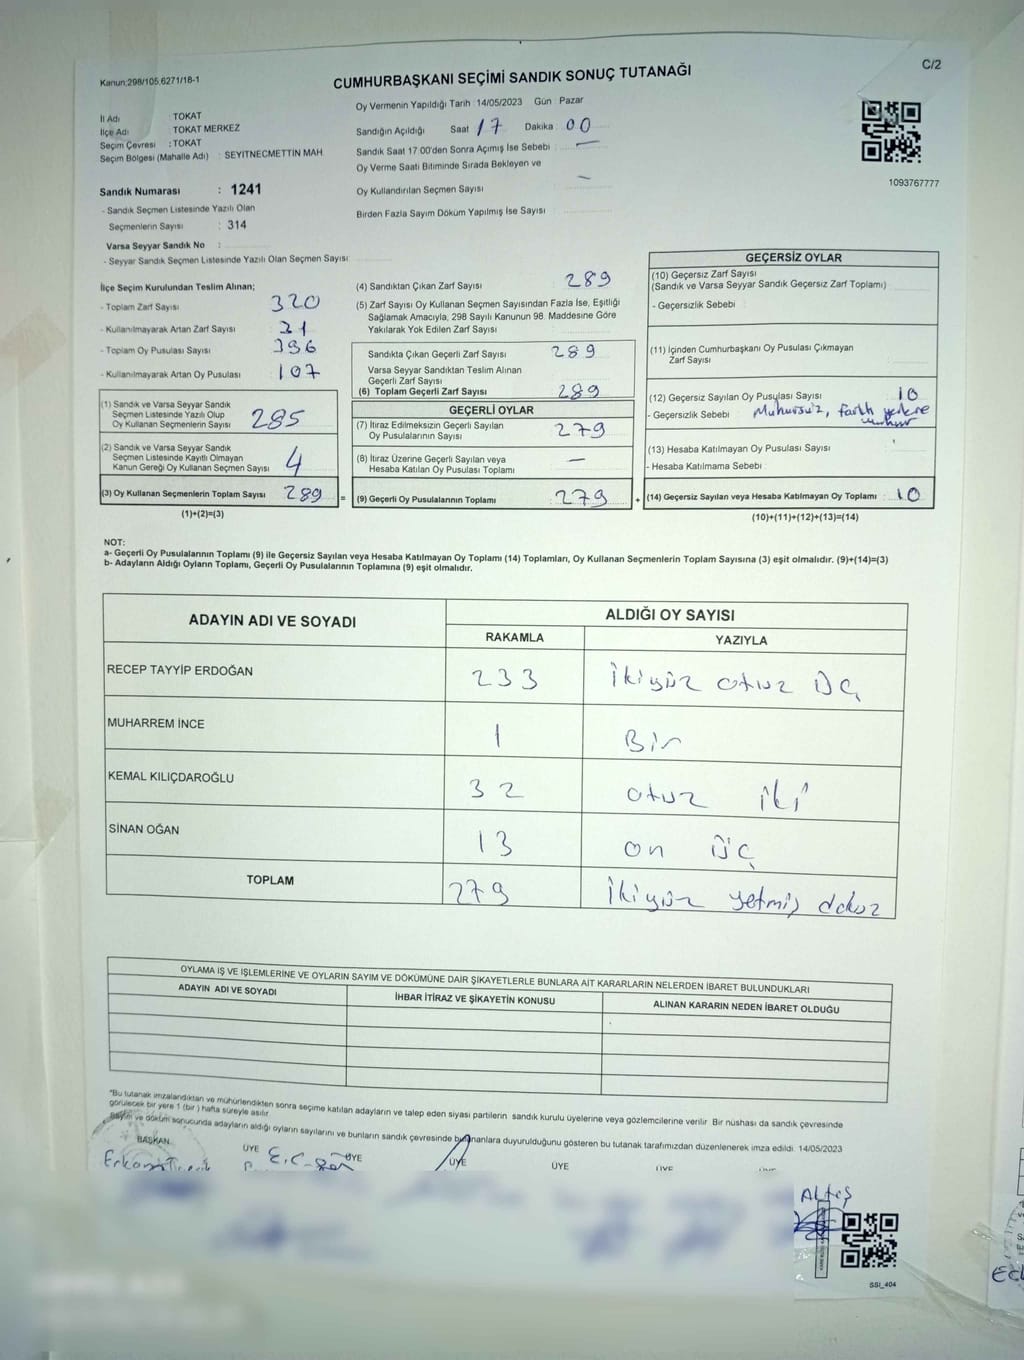 Kanun:298/105,6271/18-1
CUMHURBAŞKANI SEÇİMİ SANDIK SONUÇ TUTANAĞI
C/2
İl Adı : TOKAT
İlçe Adı : TOKAT MERKEZ
Seçim Çevresi : TOKAT
Seçim Bölgesi (Mahalle Adı) : SEYİTNECMETTİN MAH.
Sandık Numarası : 1241
- Sandık Seçmen Listesinde Yazılı Olan
Seçmenlerin Sayısı : 314
Varsa Seyyar Sandık No :
- Seyyar Sandık Seçmen Listesinde Yazılı Olan Seçmen Sayısı:
Oy Vermenin Yapıldığı Tarih : 14/05/2023 Gün : Pazar
Sandığın Açıldığı Saat 17 Dakika : 00
Sandık Saat 17:00'den Sonra Açımış İse Sebebi : —
Oy Verme Saati Bitiminde Sırada Bekleyen ve
Oy Kullandırılan Seçmen Sayısı : —
Birden Fazla Sayım Döküm Yapılmış İse Sayısı :
1093767777
İlçe Seçim Kurulundan Teslim Alınan;
- Toplam Zarf Sayısı : 320
- Kullanılmayarak Artan Zarf Sayısı : 31
- Toplam Oy Pusulası Sayısı : 396
- Kullanılmayarak Artan Oy Pusulası : 107
(1) Sandık ve Varsa Seyyar Sandık
Seçmen Listesinde Yazılı Olup
Oy Kullanan Seçmenlerin Sayısı 285
(2) Sandık ve Varsa Seyyar Sandık
Seçmen Listesinde Kayıtlı Olmayan
Kanun Gereği Oy Kullanan Seçmen Sayısı 4
(3) Oy Kullanan Seçmenlerin Toplam Sayısı 289
(1)+(2)=(3)
(4) Sandıktan Çıkan Zarf Sayısı : 289
(5) Zarf Sayısı Oy Kullanan Seçmen Sayısından Fazla İse, Eşitliği
Sağlamak Amacıyla, 298 Sayılı Kanunun 98. Maddesine Göre
Yakılarak Yok Edilen Zarf Sayısı
Sandıkta Çıkan Geçerli Zarf Sayısı : 289
Varsa Seyyar Sandıktan Teslim Alınan
Geçerli Zarf Sayısı
(6) Toplam Geçerli Zarf Sayısı : 289
GEÇERLİ OYLAR
(7) İtiraz Edilmeksizin Geçerli Sayılan
Oy Pusulalarının Sayısı : 279
(8) İtiraz Üzerine Geçerli Sayılan veya
Hesaba Katılan Oy Pusulası Toplamı : —
= (9) Geçerli Oy Pusulalarının Toplamı : 279 +
GEÇERSİZ OYLAR
(10) Geçersiz Zarf Sayısı
(Sandık ve Varsa Seyyar Sandık Geçersiz Zarf Toplamı)
- Geçersizlik Sebebi :
(11) İçinden Cumhurbaşkanı Oy Pusulası Çıkmayan
Zarf Sayısı
(12) Geçersiz Sayılan Oy Pusulası Sayısı : 10
- Geçersizlik Sebebi : Mühürsüz, farklı yerlere
(13) Hesaba Katılmayan Oy Pusulası Sayısı :
- Hesaba Katılmama Sebebi :
(14) Geçersiz Sayılan veya Hesaba Katılmayan Oy Toplamı : 10
(10)+(11)+(12)+(13)=(14)
NOT:
a- Geçerli Oy Pusulalarının Toplamı (9) ile Geçersiz Sayılan veya Hesaba Katılmayan Oy Toplamı (14) Toplamları, Oy Kullanan Seçmenlerin Toplam Sayısına (3) eşit olmalıdır. (9)+(14)=(3)
b- Adayların Aldığı Oyların Toplamı, Geçerli Oy Pusulalarının Toplamına (9) eşit olmalıdır.
ADAYIN ADI VE SOYADI
ALDIĞI OY SAYISI
RAKAMLA YAZIYLA
RECEP TAYYİP ERDOĞAN 233 İkiyüz otuz üç
MUHARREM İNCE 1 Bir
KEMAL KILIÇDAROĞLU 32 otuz iki
SİNAN OĞAN 13 on üç
TOPLAM 279 İkiyüz yetmiş dokuz
OYLAMA İŞ VE İŞLEMLERİNE VE OYLARIN SAYIM VE DÖKÜMÜNE DAİR ŞİKAYETLERLE BUNLARA AİT KARARLARIN NELERDEN İBARET BULUNDUKLARI
ADAYIN ADI VE SOYADI İHBAR İTİRAZ VE ŞİKAYETİN KONUSU ALINAN KARARIN NEDEN İBARET OLDUĞU
*Bu tutanak imzalandıktan ve mühürlendikten sonra seçime katılan adayların ve talep eden siyasi partilerin sandık kurulu üyelerine veya gözlemcilerine verilir. Bir nüshası da sandık çevresinde
görülecek bir yere 1 (bir ) hafta süreyle asılır.
Sayım ve döküm sonucunda adayların aldığı oyların sayılarını ve bunların sandık çevresinde bulunanlara duyurulduğunu gösteren bu tutanak tarafımızdan düzenlenerek imza edildi. 14/05/2023
BAŞKAN ÜYE ÜYE ÜYE ÜYE ÜYE
SSI_404